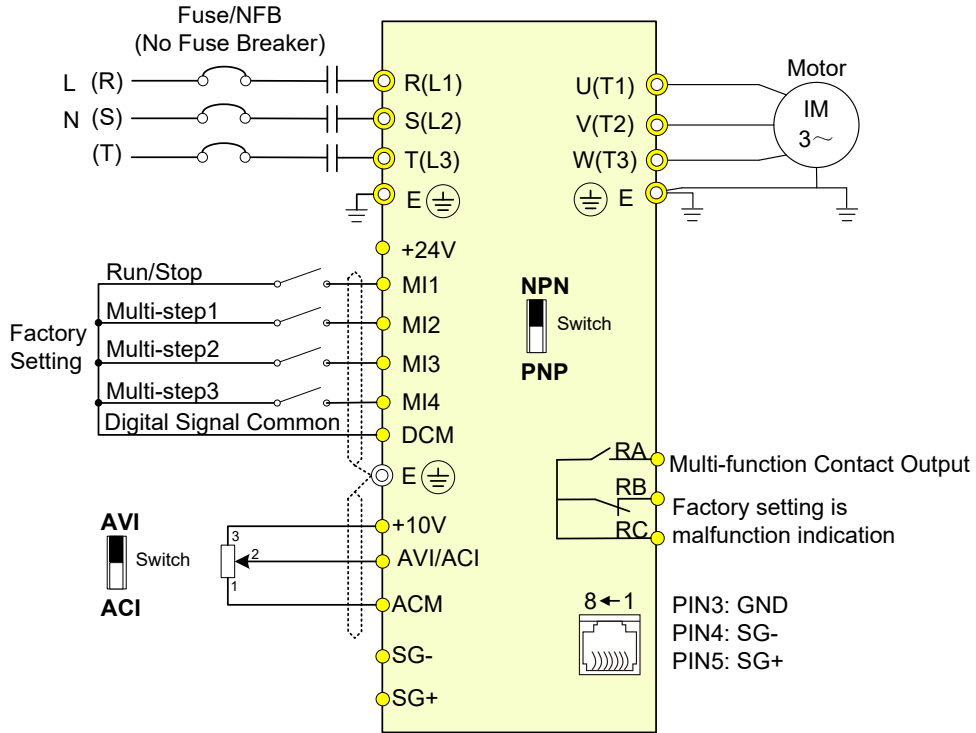 Fuse/NFB
(No Fuse Breaker)
L (R)
N (S)
(T)
R(L1)
S(L2)
T(L3)
E
U(T1)
V(T2)
W(T3)
E
Motor
IM
3～
+24V
Factory
Setting
Run/Stop
MI1
Multi-step1
MI2
Multi-step2
MI3
Multi-step3
MI4
Digital Signal Common
DCM
E
NPN
Switch
PNP
RA
Multi-function Contact Output
RB
RC
Factory setting is
malfunction indication
AVI
Switch
ACI
3
2
1
+10V
AVI/ACI
ACM
SG-
SG+
8←1
PIN3: GND
PIN4: SG-
PIN5: SG+